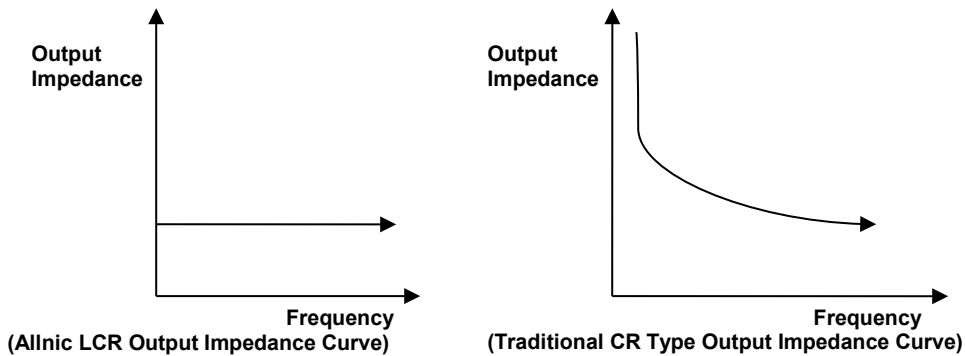 Output
Impedance
Frequency
(Allnic LCR Output Impedance Curve)
Output
Impedance
Frequency
(Traditional CR Type Output Impedance Curve)